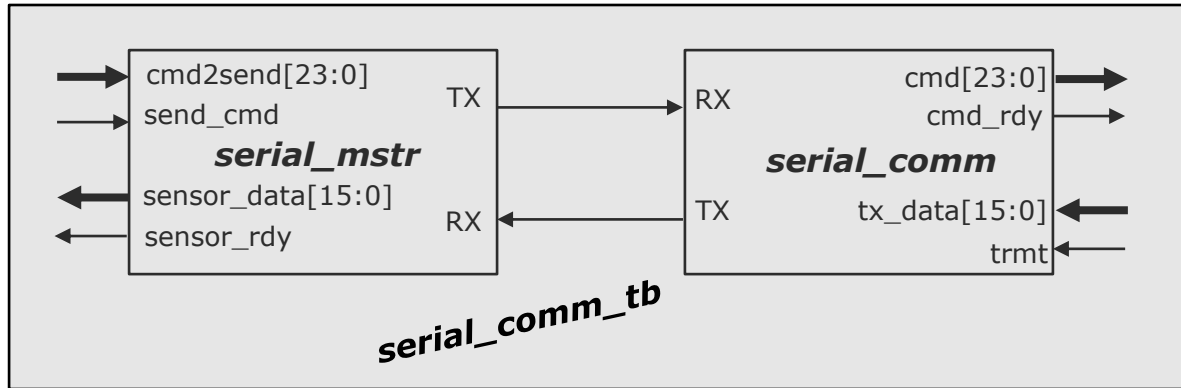 cmd2send[23:0]
send_cmd
TX
serial_mstr
sensor_data[15:0]
sensor_rdy
RX
cmd[23:0]
RX
cmd_rdy
serial_comm
TX
tx_data[15:0]
trmt
serial_comm_tb